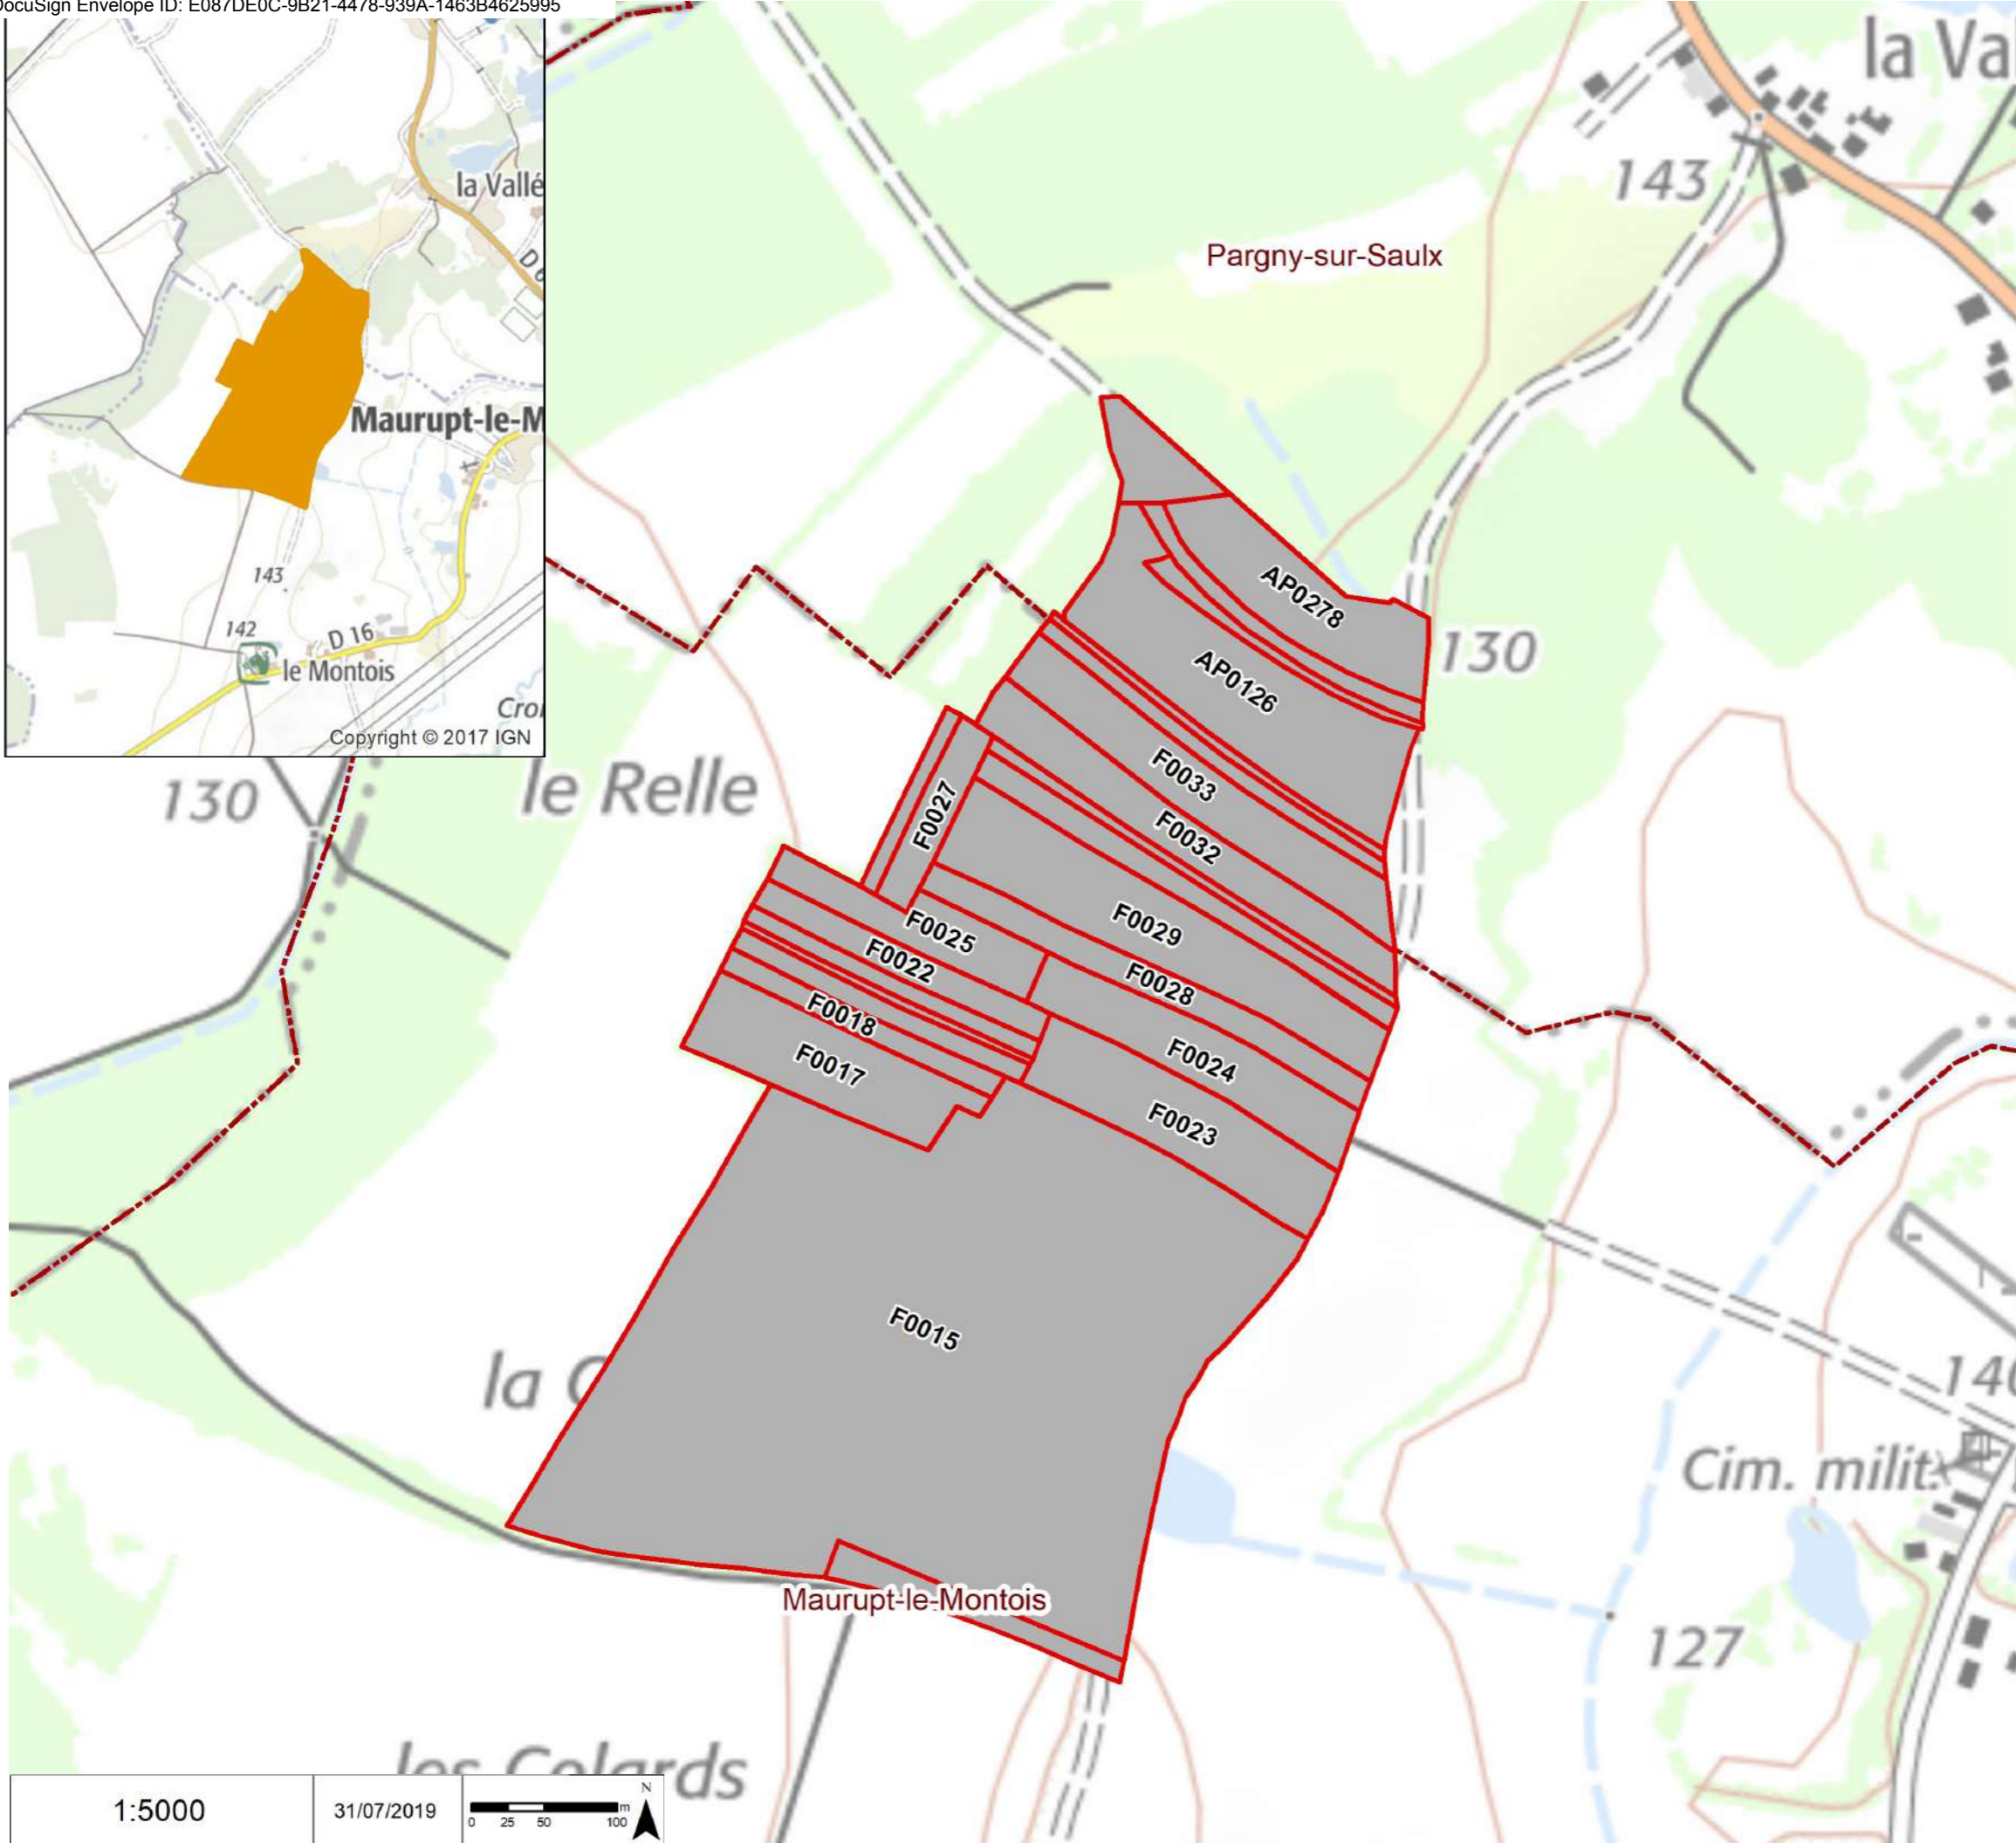 DocuSign Envelope ID: E087DE0C-9B21-4478-939A-1463B4625995
la Va
la Vallé
143
Pargny-sur-Saulx
D6
Maurupt-le-M
143
142
D 16
le Montois
Cro
Copyright © 2017 IGN
AP0278
130
AP0126
130
le Relle
F0033
F0027
F0032
F0029
F0025
F0022
F0028
F0018
F0024
F0017
F0023
F0015
la
140
Cim. milit.
Maurupt-le-Montois
127
les Colards
1:5000
31/07/2019
0 25 50 100
m
N